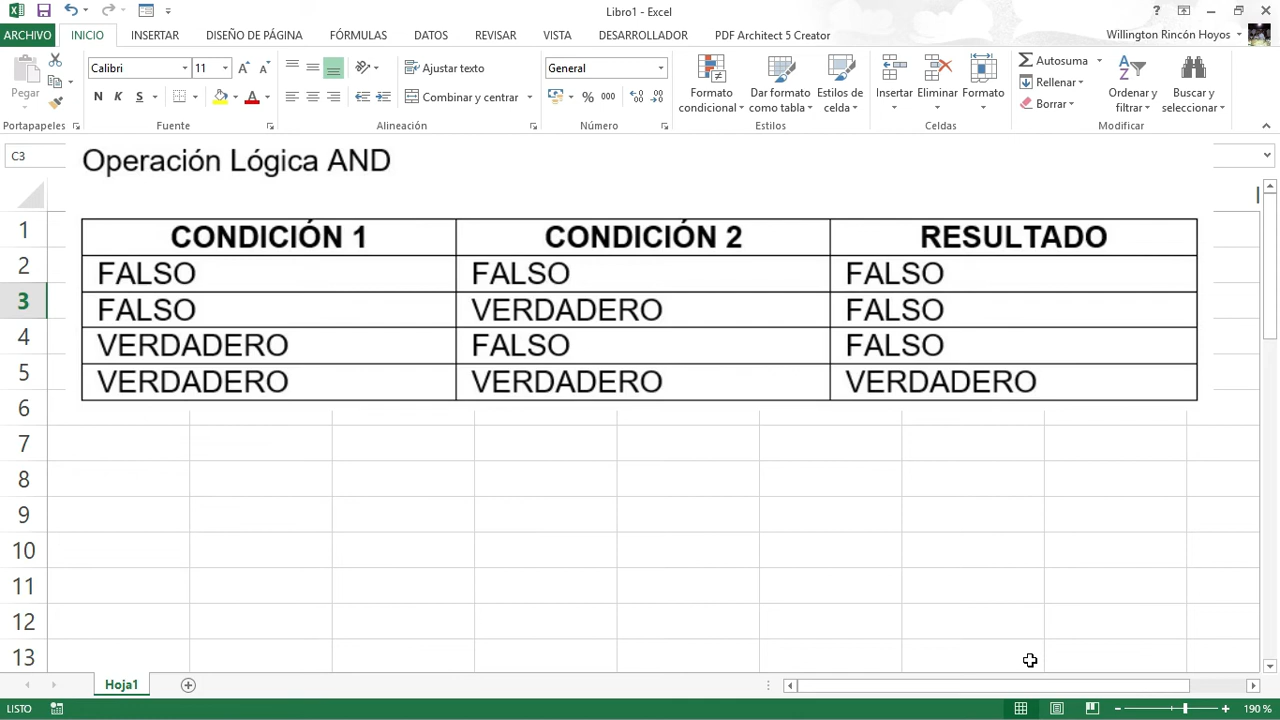 Libro1 - Excel
ARCHIVO INICIO INSERTAR DISEÑO DE PÁGINA FÓRMULAS DATOS REVISAR VISTA DESARROLLADOR PDF Architect 5 Creator Willington Rincón Hoyos
Pegar
Calibri 11
N K S
Ajustar texto
Combinar y centrar
General
% 000
Formato condicional
Dar formato como tabla
Estilos de celda
Insertar Eliminar Formato
Autosuma
Rellenar
Borrar
Ordenar y filtrar
Buscar y seleccionar
Portapapeles Fuente Alineación Número Estilos Celdas Modificar
C3
Operación Lógica AND
CONDICIÓN 1 CONDICIÓN 2 RESULTADO
FALSO FALSO FALSO
FALSO VERDADERO FALSO
VERDADERO FALSO FALSO
VERDADERO VERDADERO VERDADERO
1
2
3
4
5
6
7
8
9
10
11
12
13
Hoja1
LISTO 190 %